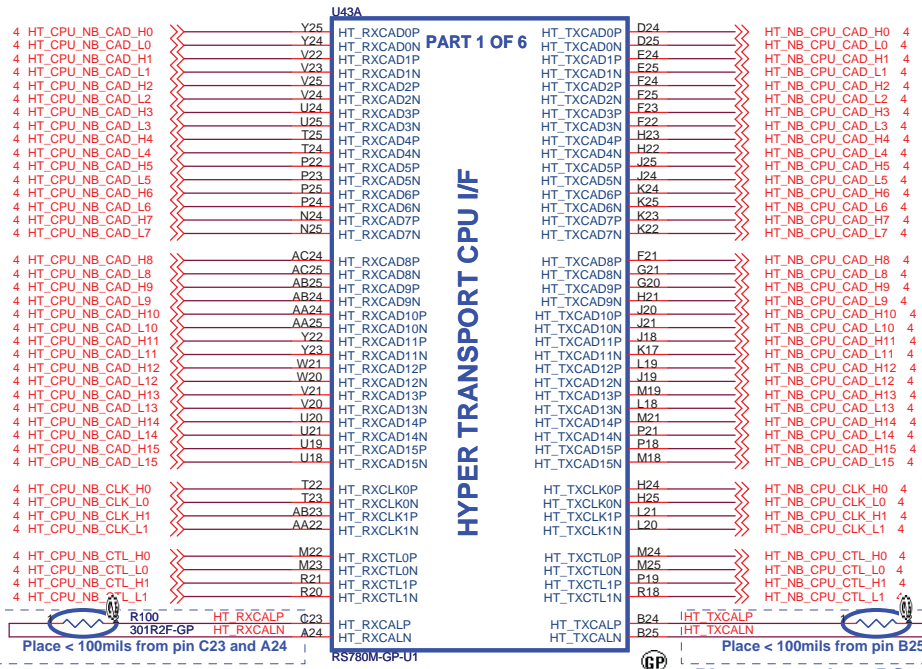 U43A
PART 1 OF 6
HYPER TRANSPORT CPU I/F
4 HT_CPU_NB_CAD_H0 Y25 HT_RXCAD0P HT_TXCAD0P D24 HT_NB_CPU_CAD_H0 4
4 HT_CPU_NB_CAD_L0 Y24 HT_RXCAD0N HT_TXCAD0N D25 HT_NB_CPU_CAD_L0 4
4 HT_CPU_NB_CAD_H1 V22 HT_RXCAD1P HT_TXCAD1P E24 HT_NB_CPU_CAD_H1 4
4 HT_CPU_NB_CAD_L1 V23 HT_RXCAD1N HT_TXCAD1N E25 HT_NB_CPU_CAD_L1 4
4 HT_CPU_NB_CAD_H2 V25 HT_RXCAD2P HT_TXCAD2P F24 HT_NB_CPU_CAD_H2 4
4 HT_CPU_NB_CAD_L2 V24 HT_RXCAD2N HT_TXCAD2N F25 HT_NB_CPU_CAD_L2 4
4 HT_CPU_NB_CAD_H3 U24 HT_RXCAD3P HT_TXCAD3P F23 HT_NB_CPU_CAD_H3 4
4 HT_CPU_NB_CAD_L3 U25 HT_RXCAD3N HT_TXCAD3N F22 HT_NB_CPU_CAD_L3 4
4 HT_CPU_NB_CAD_H4 T25 HT_RXCAD4P HT_TXCAD4P H23 HT_NB_CPU_CAD_H4 4
4 HT_CPU_NB_CAD_L4 T24 HT_RXCAD4N HT_TXCAD4N H22 HT_NB_CPU_CAD_L4 4
4 HT_CPU_NB_CAD_H5 P22 HT_RXCAD5P HT_TXCAD5P J25 HT_NB_CPU_CAD_H5 4
4 HT_CPU_NB_CAD_L5 P23 HT_RXCAD5N HT_TXCAD5N J24 HT_NB_CPU_CAD_L5 4
4 HT_CPU_NB_CAD_H6 P25 HT_RXCAD6P HT_TXCAD6P K24 HT_NB_CPU_CAD_H6 4
4 HT_CPU_NB_CAD_L6 P24 HT_RXCAD6N HT_TXCAD6N K25 HT_NB_CPU_CAD_L6 4
4 HT_CPU_NB_CAD_H7 N24 HT_RXCAD7P HT_TXCAD7P K23 HT_NB_CPU_CAD_H7 4
4 HT_CPU_NB_CAD_L7 N25 HT_RXCAD7N HT_TXCAD7N K22 HT_NB_CPU_CAD_L7 4
4 HT_CPU_NB_CAD_H8 AC24 HT_RXCAD8P HT_TXCAD8P F21 HT_NB_CPU_CAD_H8 4
4 HT_CPU_NB_CAD_L8 AC25 HT_RXCAD8N HT_TXCAD8N G21 HT_NB_CPU_CAD_L8 4
4 HT_CPU_NB_CAD_H9 AB25 HT_RXCAD9P HT_TXCAD9P G20 HT_NB_CPU_CAD_H9 4
4 HT_CPU_NB_CAD_L9 AB24 HT_RXCAD9N HT_TXCAD9N H21 HT_NB_CPU_CAD_L9 4
4 HT_CPU_NB_CAD_H10 AA24 HT_RXCAD10P HT_TXCAD10P J20 HT_NB_CPU_CAD_H10 4
4 HT_CPU_NB_CAD_L10 AA25 HT_RXCAD10N HT_TXCAD10N J21 HT_NB_CPU_CAD_L10 4
4 HT_CPU_NB_CAD_H11 Y22 HT_RXCAD11P HT_TXCAD11P J18 HT_NB_CPU_CAD_H11 4
4 HT_CPU_NB_CAD_L11 Y23 HT_RXCAD11N HT_TXCAD11N K17 HT_NB_CPU_CAD_L11 4
4 HT_CPU_NB_CAD_H12 W21 HT_RXCAD12P HT_TXCAD12P L19 HT_NB_CPU_CAD_H12 4
4 HT_CPU_NB_CAD_L12 W20 HT_RXCAD12N HT_TXCAD12N J19 HT_NB_CPU_CAD_L12 4
4 HT_CPU_NB_CAD_H13 V21 HT_RXCAD13P HT_TXCAD13P M19 HT_NB_CPU_CAD_H13 4
4 HT_CPU_NB_CAD_L13 V20 HT_RXCAD13N HT_TXCAD13N L18 HT_NB_CPU_CAD_L13 4
4 HT_CPU_NB_CAD_H14 U20 HT_RXCAD14P HT_TXCAD14P M21 HT_NB_CPU_CAD_H14 4
4 HT_CPU_NB_CAD_L14 U21 HT_RXCAD14N HT_TXCAD14N P21 HT_NB_CPU_CAD_L14 4
4 HT_CPU_NB_CAD_H15 U19 HT_RXCAD15P HT_TXCAD15P P18 HT_NB_CPU_CAD_H15 4
4 HT_CPU_NB_CAD_L15 U18 HT_RXCAD15N HT_TXCAD15N M18 HT_NB_CPU_CAD_L15 4
4 HT_CPU_NB_CLK_H0 T22 HT_RXCLK0P HT_TXCLK0P H24 HT_NB_CPU_CLK_H0 4
4 HT_CPU_NB_CLK_L0 T23 HT_RXCLK0N HT_TXCLK0N H25 HT_NB_CPU_CLK_L0 4
4 HT_CPU_NB_CLK_H1 AB23 HT_RXCLK1P HT_TXCLK1P L21 HT_NB_CPU_CLK_H1 4
4 HT_CPU_NB_CLK_L1 AA22 HT_RXCLK1N HT_TXCLK1N L20 HT_NB_CPU_CLK_L1 4
4 HT_CPU_NB_CTL_H0 M22 HT_RXCTL0P HT_TXCTL0P M24 HT_NB_CPU_CTL_H0 4
4 HT_CPU_NB_CTL_L0 M23 HT_RXCTL0N HT_TXCTL0N M25 HT_NB_CPU_CTL_L0 4
4 HT_CPU_NB_CTL_H1 R21 HT_RXCTL1P HT_TXCTL1P P19 HT_NB_CPU_CTL_H1 4
4 HT_CPU_NB_CTL_L1 R20 HT_RXCTL1N HT_TXCTL1N R18 HT_NB_CPU_CTL_L1 4
1 R100 HT_RXCALP C23 HT_RXCALP HT_TXCALP B24 HT_TXCALP 1
301R2F-GP HT_RXCALN A24 HT_RXCALN HT_TXCALN B25 HT_TXCALN
Place < 100mils from pin C23 and A24
Place < 100mils from pin B25
RS780M-GP-U1
GP